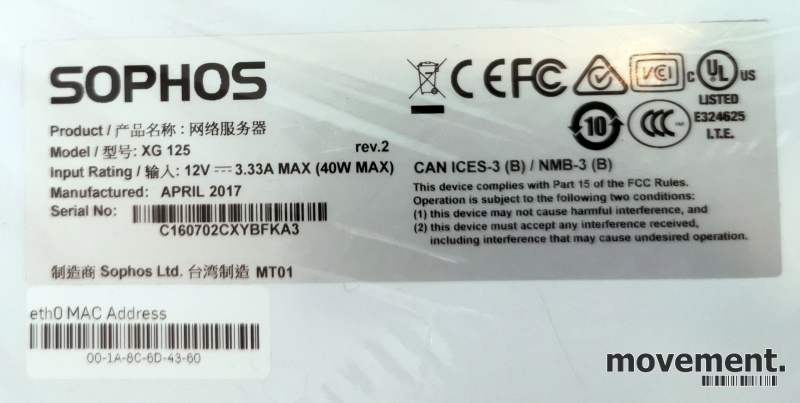 SOPHOS
Product / 产品名称：网络服务器
Model / 型号: XG 125 rev.2
Input Rating / 输入: 12V ⎓ 3.33A MAX (40W MAX)
Manufactured: APRIL 2017
Serial No:
C160702CXYBFKA3
制造商 Sophos Ltd. 台湾制造 MT01
CE FC VCI c UL US
LISTED
E324625
I.T.E.
10 CCC
CAN ICES-3 (B) / NMB-3 (B)
This device complies with Part 15 of the FCC Rules.
Operation is subject to the following two conditions:
(1) this device may not cause harmful interference, and
(2) this device must accept any interference received,
including interference that may cause undesired operation.
eth0 MAC Address
00-1A-8C-6D-43-60
movement.